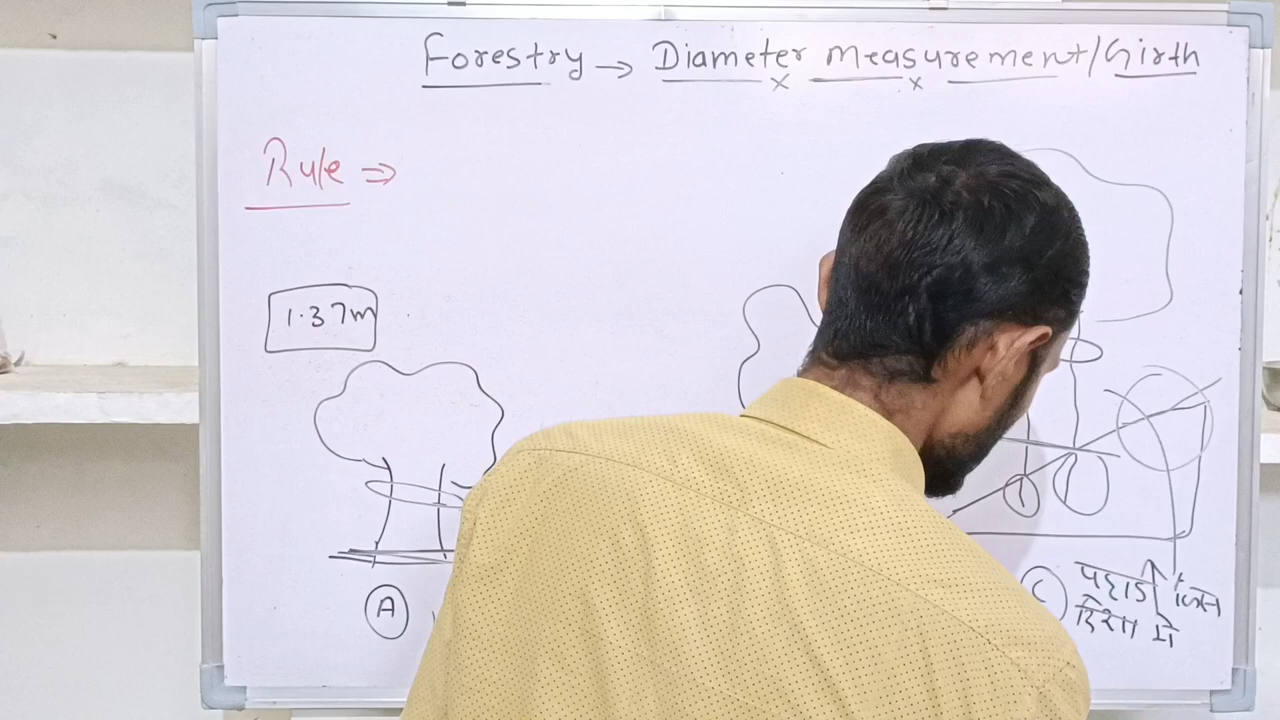 Forestry → Diameter measurement/Girth
Rule ⇒
1.37m
A
C पहाड़
दिशा में